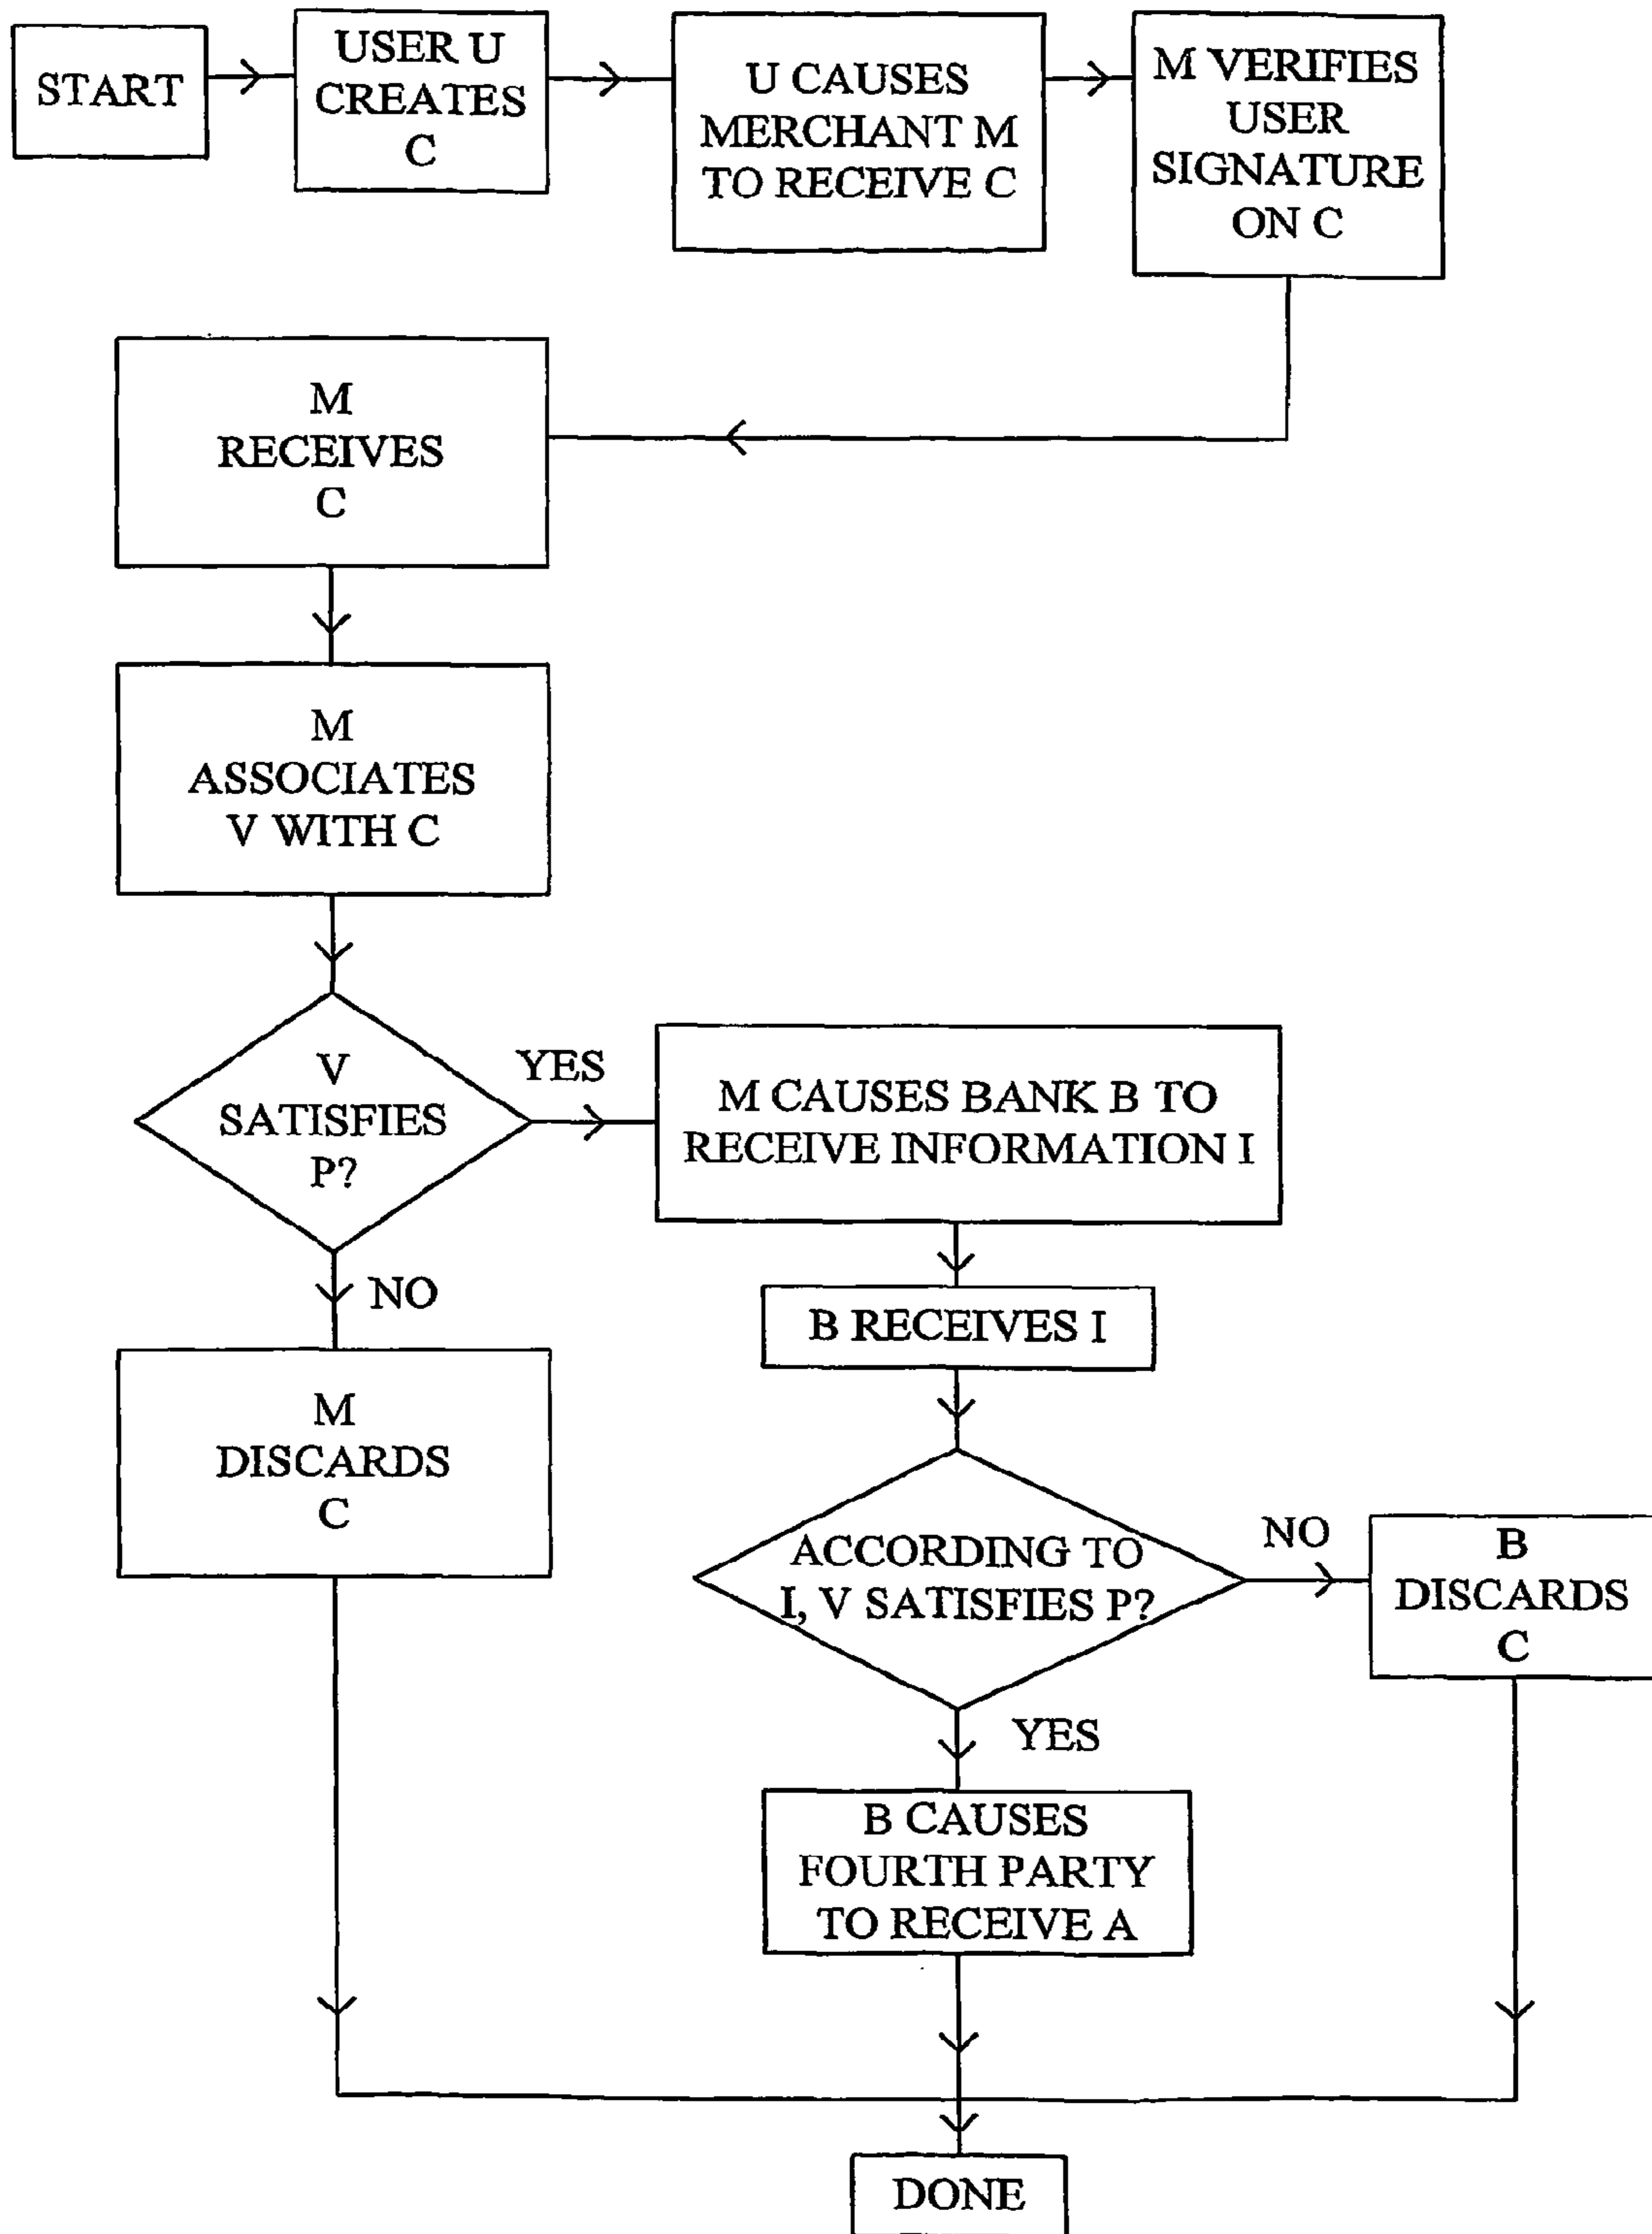 START
USER U
CREATES
C
U CAUSES
MERCHANT M
TO RECEIVE C
M VERIFIES
USER
SIGNATURE
ON C
M
RECEIVES
C
M
ASSOCIATES
V WITH C
V
SATISFIES
P?
YES
M CAUSES BANK B TO
RECEIVE INFORMATION I
NO
B RECEIVES I
M
DISCARDS
C
ACCORDING TO
I, V SATISFIES P?
NO
B
DISCARDS
C
YES
B CAUSES
FOURTH PARTY
TO RECEIVE A
DONE